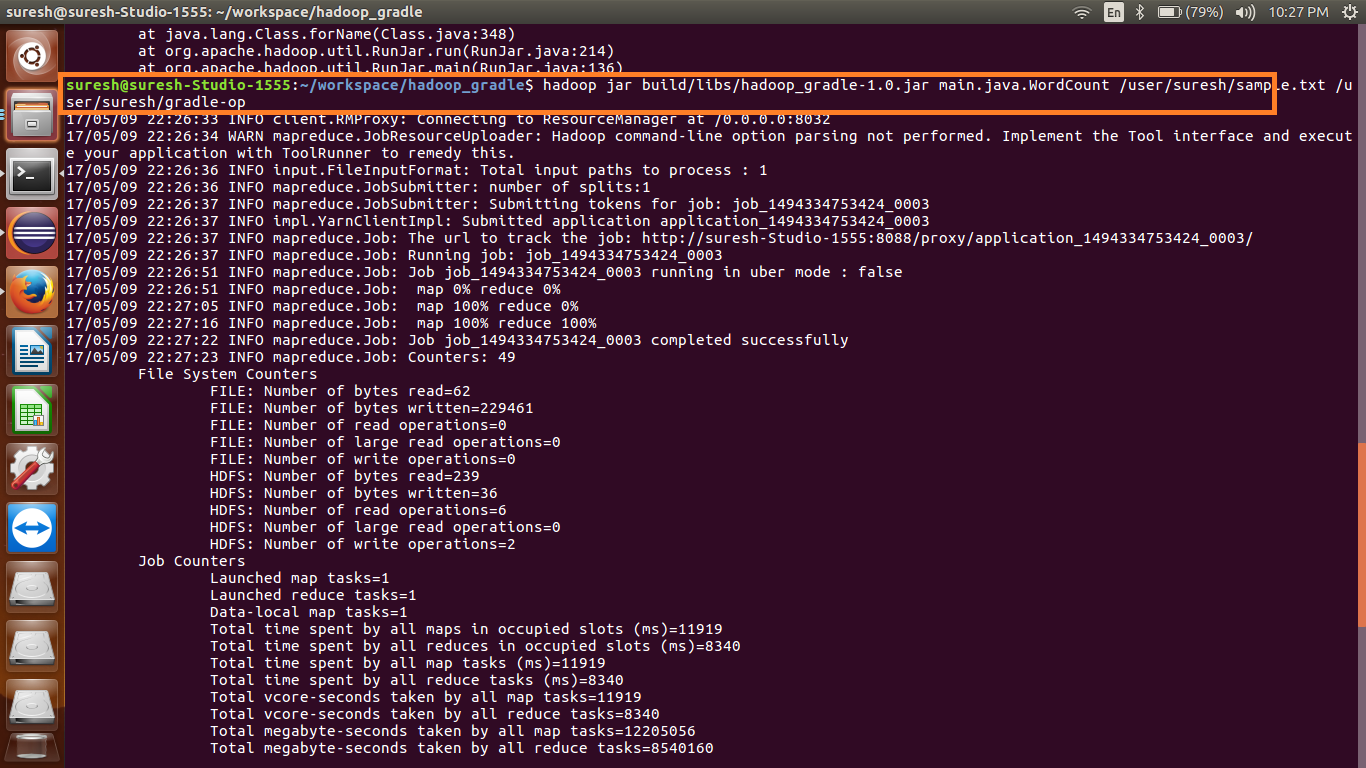 suresh@suresh-Studio-1555: ~/workspace/hadoop_gradle
En
(79%)
10:27 PM
at java.lang.Class.forName(Class.java:348)
at org.apache.hadoop.util.RunJar.run(RunJar.java:214)
at org.apache.hadoop.util.RunJar.main(RunJar.java:136)
suresh@suresh-Studio-1555:~/workspace/hadoop_gradle$ hadoop jar build/libs/hadoop_gradle-1.0.jar main.java.WordCount /user/suresh/sample.txt /u
ser/suresh/gradle-op
17/05/09 22:26:33 INFO client.RMProxy: Connecting to ResourceManager at /0.0.0.0:8032
17/05/09 22:26:34 WARN mapreduce.JobResourceUploader: Hadoop command-line option parsing not performed. Implement the Tool interface and execut
e your application with ToolRunner to remedy this.
17/05/09 22:26:36 INFO input.FileInputFormat: Total input paths to process : 1
17/05/09 22:26:36 INFO mapreduce.JobSubmitter: number of splits:1
17/05/09 22:26:37 INFO mapreduce.JobSubmitter: Submitting tokens for job: job_1494334753424_0003
17/05/09 22:26:37 INFO impl.YarnClientImpl: Submitted application application_1494334753424_0003
17/05/09 22:26:37 INFO mapreduce.Job: The url to track the job: http://suresh-Studio-1555:8088/proxy/application_1494334753424_0003/
17/05/09 22:26:37 INFO mapreduce.Job: Running job: job_1494334753424_0003
17/05/09 22:26:51 INFO mapreduce.Job: Job job_1494334753424_0003 running in uber mode : false
17/05/09 22:26:51 INFO mapreduce.Job:  map 0% reduce 0%
17/05/09 22:27:05 INFO mapreduce.Job:  map 100% reduce 0%
17/05/09 22:27:16 INFO mapreduce.Job:  map 100% reduce 100%
17/05/09 22:27:22 INFO mapreduce.Job: Job job_1494334753424_0003 completed successfully
17/05/09 22:27:23 INFO mapreduce.Job: Counters: 49
File System Counters
FILE: Number of bytes read=62
FILE: Number of bytes written=229461
FILE: Number of read operations=0
FILE: Number of large read operations=0
FILE: Number of write operations=0
HDFS: Number of bytes read=239
HDFS: Number of bytes written=36
HDFS: Number of read operations=6
HDFS: Number of large read operations=0
HDFS: Number of write operations=2
Job Counters
Launched map tasks=1
Launched reduce tasks=1
Data-local map tasks=1
Total time spent by all maps in occupied slots (ms)=11919
Total time spent by all reduces in occupied slots (ms)=8340
Total time spent by all map tasks (ms)=11919
Total time spent by all reduce tasks (ms)=8340
Total vcore-seconds taken by all map tasks=11919
Total vcore-seconds taken by all reduce tasks=8340
Total megabyte-seconds taken by all map tasks=12205056
Total megabyte-seconds taken by all reduce tasks=8540160